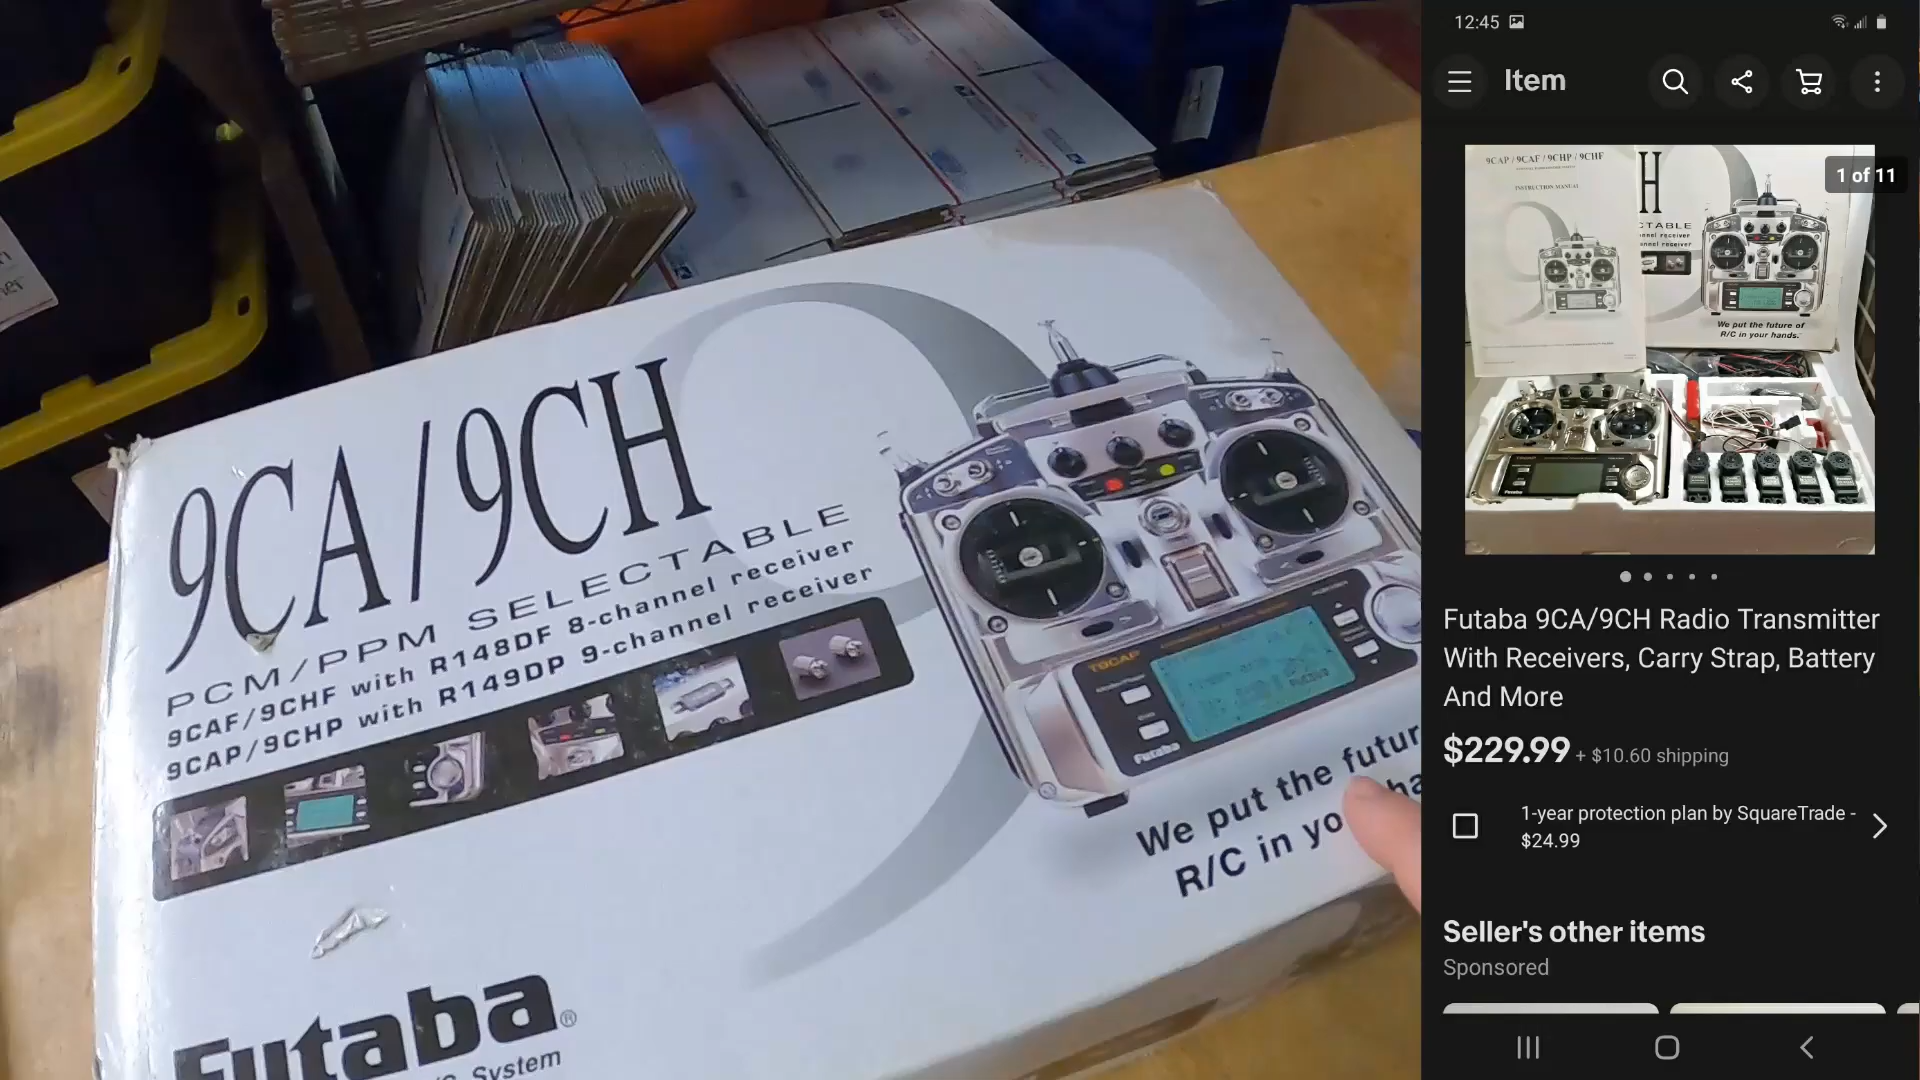 9CA/9CH
PCM/PPM SELECTABLE
9CAF/9CHF with R148DF 8-channel receiver
9CAP/9CHP with R149DP 9-channel receiver
T9CAP
Futaba
We put the futur
R/C in yo
Futaba®
System
12:45
Item
1 of 11
9CAP / 9CAF / 9CHP / 9CHF
INSTRUCTION MANUAL
H
CTABLE
We put the future of
R/C in your hands.
Futaba 9CA/9CH Radio Transmitter
With Receivers, Carry Strap, Battery
And More
$229.99 + $10.60 shipping
1-year protection plan by SquareTrade -
$24.99
Seller's other items
Sponsored